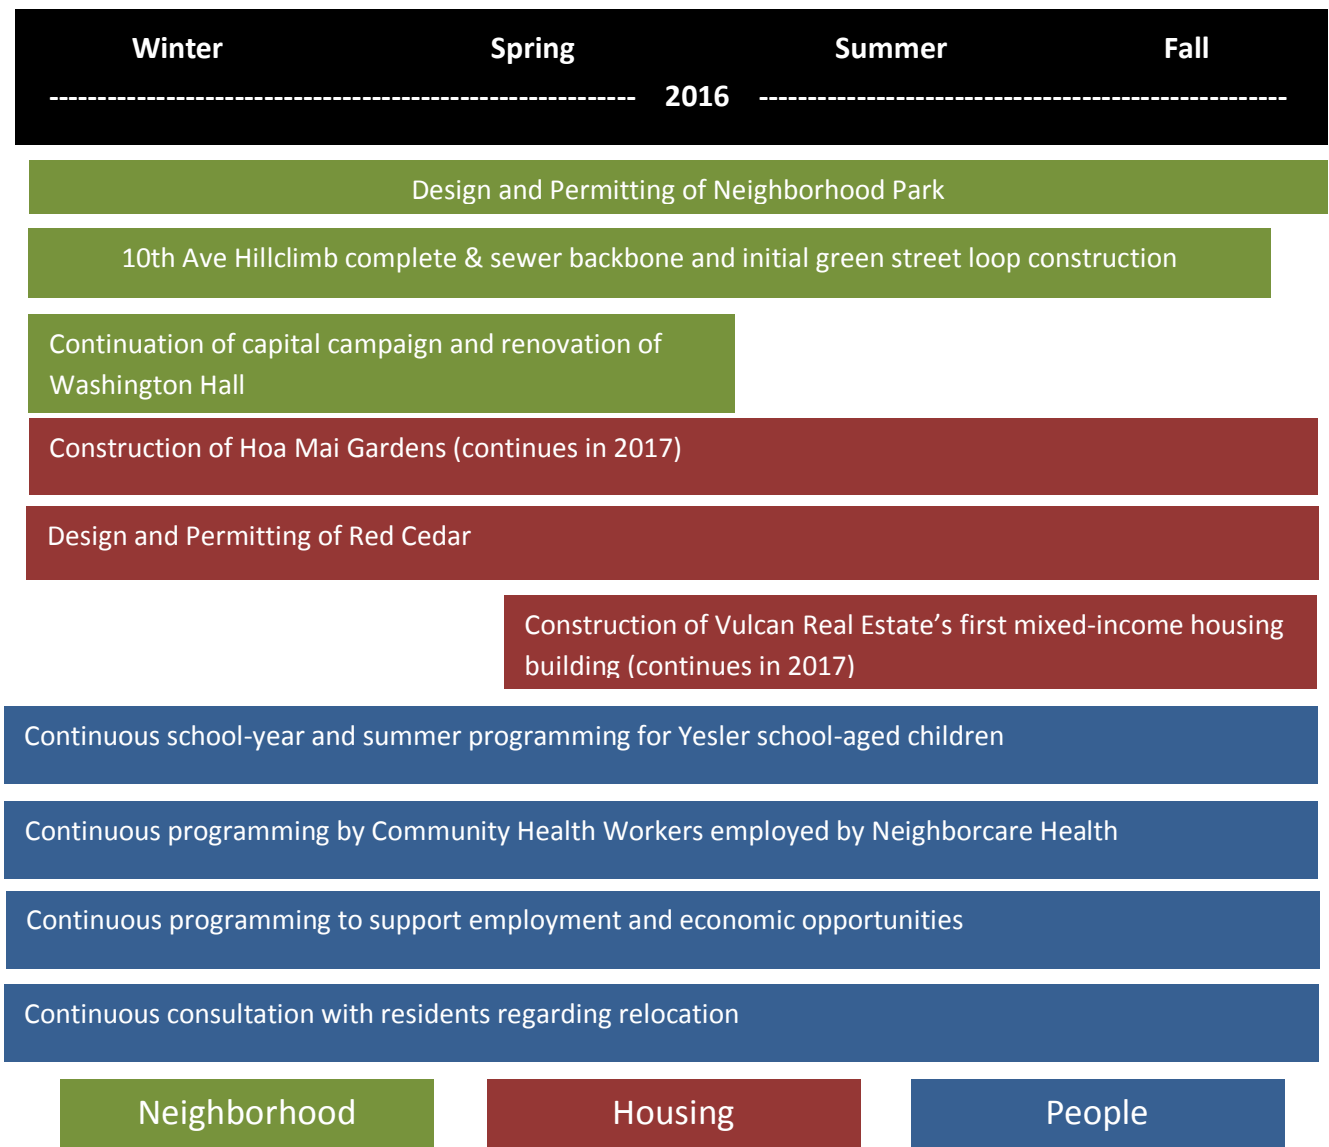 Winter Spring Summer Fall
------------------------------------------------------------- 2016 -------------------------------------------------------
Design and Permitting of Neighborhood Park
10th Ave Hillclimb complete & sewer backbone and initial green street loop construction
Continuation of capital campaign and renovation of
Washington Hall
Construction of Hoa Mai Gardens (continues in 2017)
Design and Permitting of Red Cedar
Construction of Vulcan Real Estate’s first mixed-income housing
building (continues in 2017)
Continuous school-year and summer programming for Yesler school-aged children
Continuous programming by Community Health Workers employed by Neighborcare Health
Continuous programming to support employment and economic opportunities
Continuous consultation with residents regarding relocation
Neighborhood Housing People